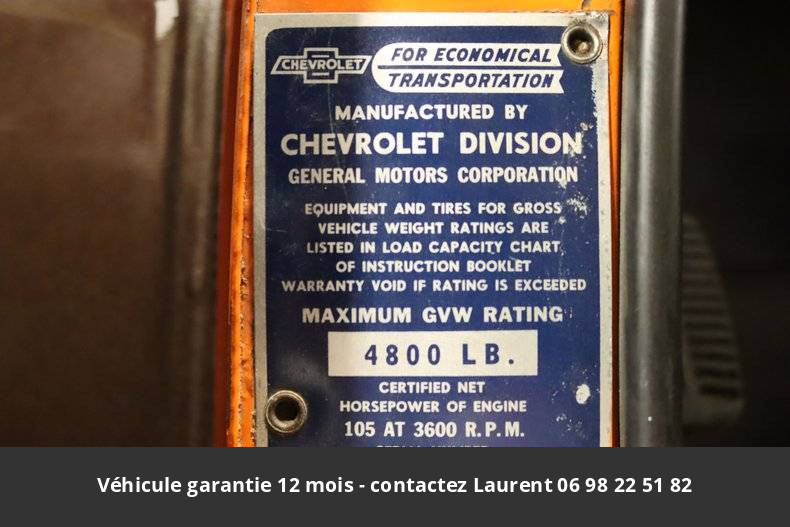 CHEVROLET
FOR ECONOMICAL
TRANSPORTATION
MANUFACTURED BY
CHEVROLET DIVISION
GENERAL MOTORS CORPORATION
EQUIPMENT AND TIRES FOR GROSS
VEHICLE WEIGHT RATINGS ARE
LISTED IN LOAD CAPACITY CHART
OF INSTRUCTION BOOKLET
WARRANTY VOID IF RATING IS EXCEEDED
MAXIMUM GVW RATING
4800 LB.
CERTIFIED NET
HORSEPOWER OF ENGINE
105 AT 3600 R.P.M.
Véhicule garantie 12 mois - contactez Laurent 06 98 22 51 82